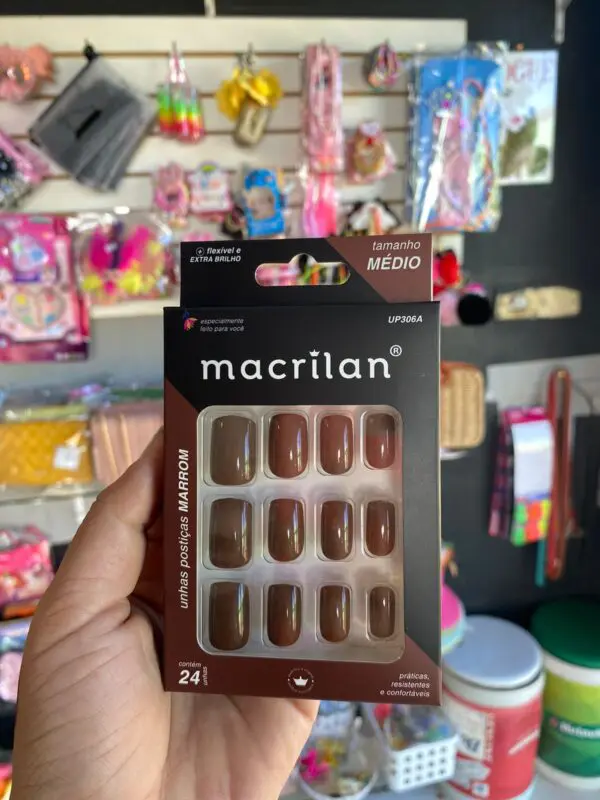 + flexível e
EXTRA BRILHO
tamanho
MÉDIO
especialmente
feito para você
UP306A
macrilan®
unhas postiças MARROM
contém
24 unhas
práticas,
resistentes
e confortáveis